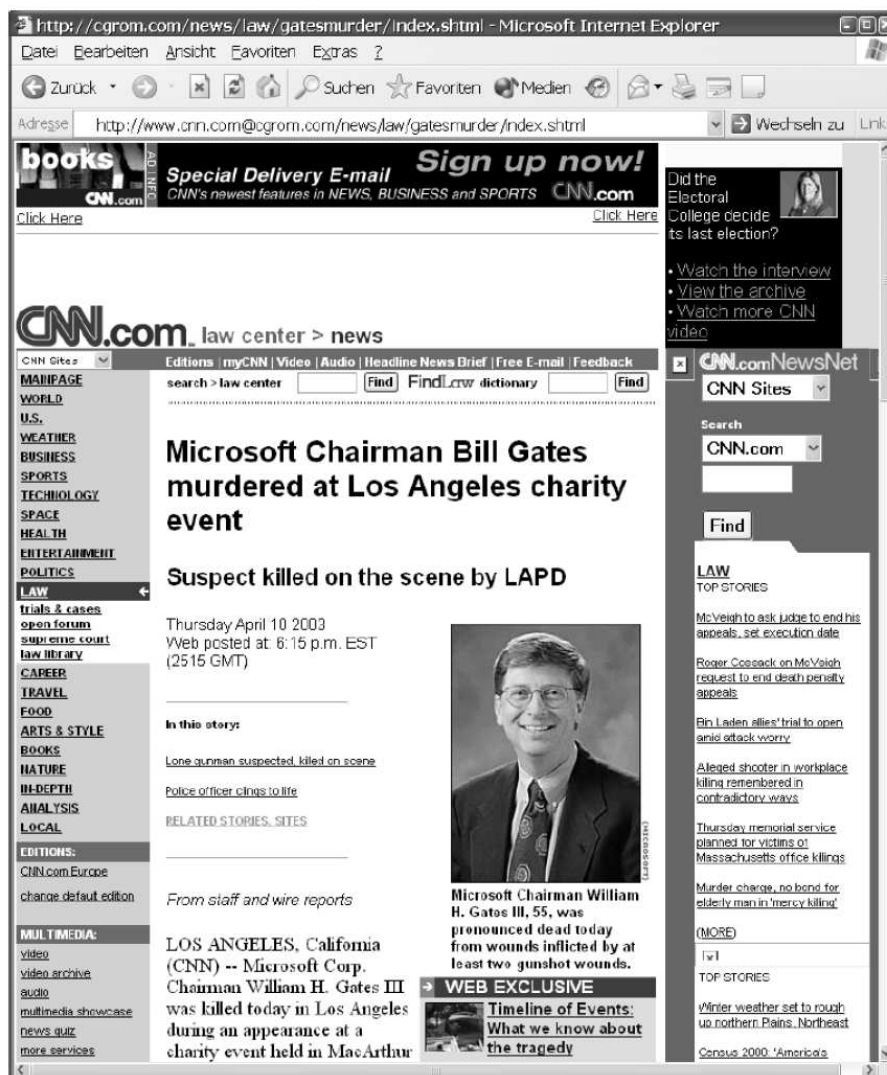 http://cgrom.com/news/law/gatesmurder/index.shtml - Microsoft Internet Explorer
Datei Bearbeiten Ansicht Favoriten Extras ?
Zurück Suchen Favoriten Medien
Adresse http://www.cnn.com@cgrom.com/news/law/gatesmurder/index.shtml Wechseln zu Link
books
CNN.com
AD INFO
Special Delivery E-mail Sign up now!
CNN's newest features in NEWS, BUSINESS and SPORTS CNN.com
Click Here Click Here
Did the
Electoral
College decide
its last election?
• Watch the interview
• View the archive
• Watch more CNN
video
CNN.com. law center > news
CNN Sites
MAINPAGE
WORLD
U.S.
WEATHER
BUSINESS
SPORTS
TECHNOLOGY
SPACE
HEALTH
ENTERTAINMENT
POLITICS
LAW
trials & cases
open forum
supreme court
law library
CAREER
TRAVEL
FOOD
ARTS & STYLE
BOOKS
NATURE
IN-DEPTH
ANALYSIS
LOCAL
EDITIONS:
CNN.com Europe
change default edition
MULTIMEDIA:
video
video archive
audio
multimedia showcase
news quiz
more services
Editions | myCNN | Video | Audio | Headline News Brief | Free E-mail | Feedback
search > law center Find FindLaw dictionary Find
Microsoft Chairman Bill Gates
murdered at Los Angeles charity
event
Suspect killed on the scene by LAPD
Thursday April 10 2003
Web posted at: 6:15 p.m. EST
(2515 GMT)
In this story:
Lone gunman suspected, killed on scene
Police officer clings to life
RELATED STORIES, SITES
From staff and wire reports
LOS ANGELES, California
(CNN) -- Microsoft Corp.
Chairman William H. Gates III
was killed today in Los Angeles
during an appearance at a
charity event held in MacArthur
(MICROSOFT)
Microsoft Chairman William
H. Gates III, 55, was
pronounced dead today
from wounds inflicted by at
least two gunshot wounds.
WEB EXCLUSIVE
Timeline of Events:
What we know about
the tragedy
CNN.comNewsNet
CNN Sites
Search
CNN.com
Find
LAW
TOP STORIES
McVeigh to ask judge to end his
appeals, set execution date
Roger Cossack on McVeigh
request to end death penalty
appeals
Bin Laden allies' trial to open
amid attack worry
Alleged shooter in workplace
killing remembered in
contradictory ways
Thursday memorial service
planned for victims of
Massachusetts office killings
Murder charge, no bond for
elderly man in 'mercy killing'
(MORE)
TOP STORIES
Winter weather set to rough
up northern Plains, Northeast
Census 2000: 'America's